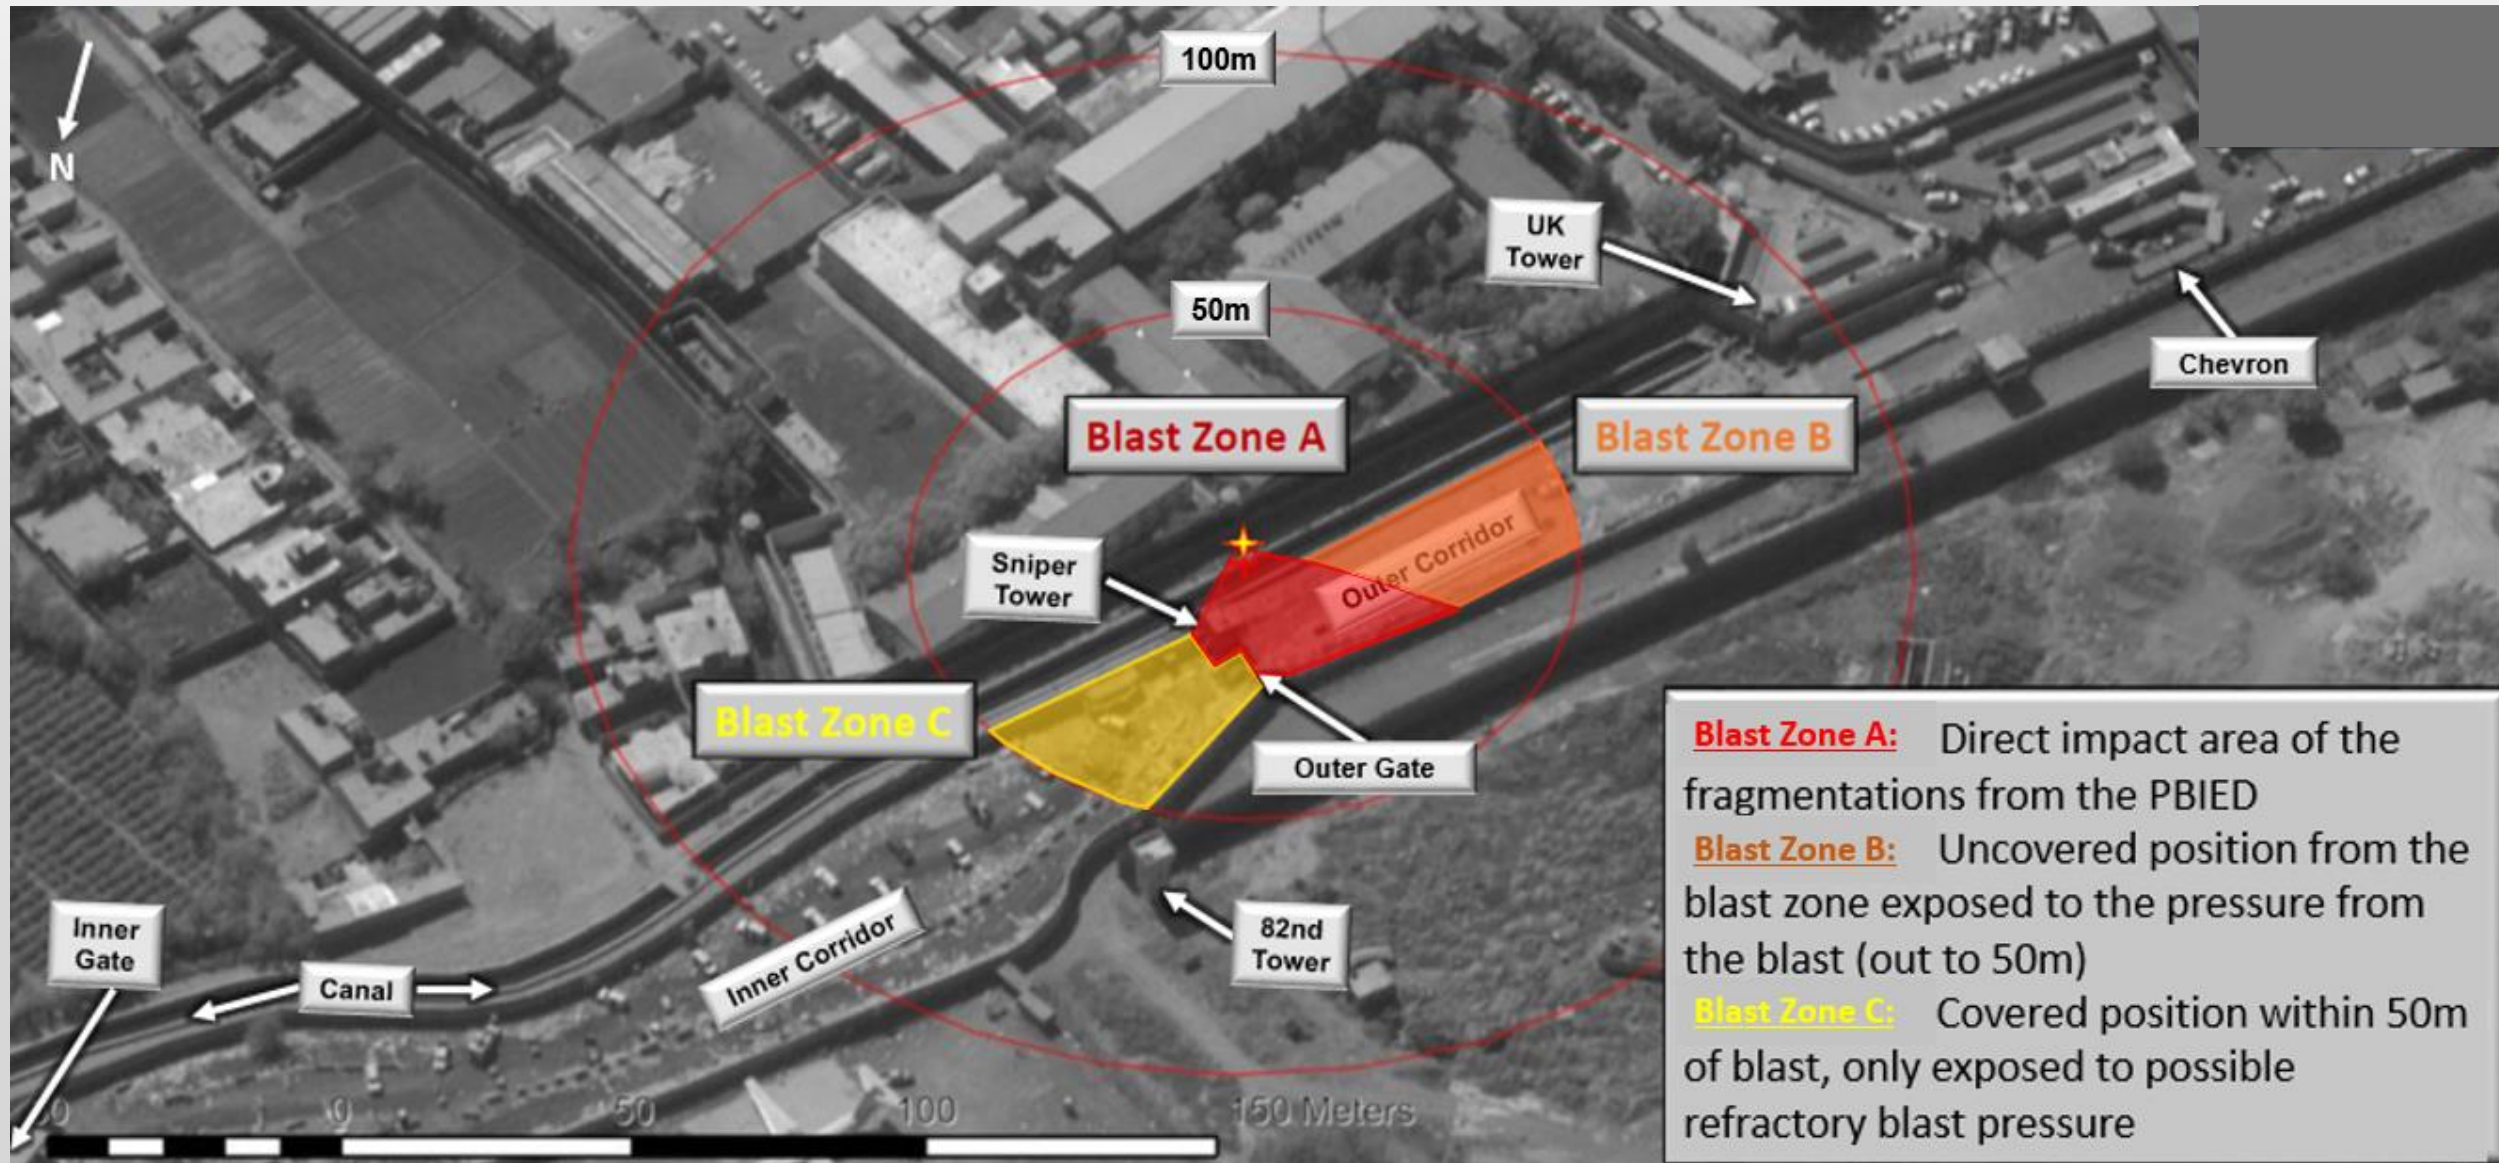 100m
N
UK
Tower
50m
Chevron
Blast Zone A
Blast Zone B
Outer Corridor
Sniper
Tower
Blast Zone C
Outer Gate
Inner
Gate
Canal
Inner Corridor
82nd
Tower
0 0 50 100 150 Meters
Blast Zone A: Direct impact area of the
fragmentations from the PBIED
Blast Zone B: Uncovered position from the
blast zone exposed to the pressure from
the blast (out to 50m)
Blast Zone C: Covered position within 50m
of blast, only exposed to possible
refractory blast pressure